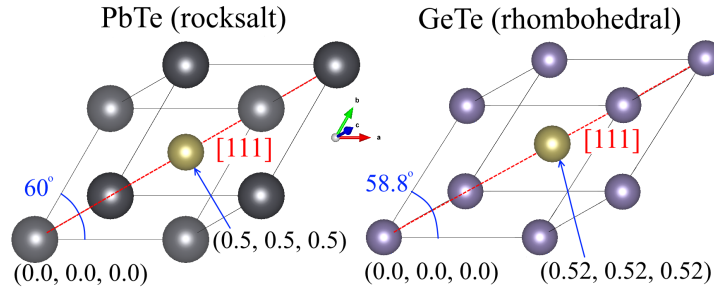 PbTe (rocksalt)
GeTe (rhombohedral)
b
c
a
[111]
[111]
60°
58.8°
(0.5, 0.5, 0.5)
(0.0, 0.0, 0.0)
(0.0, 0.0, 0.0)
(0.52, 0.52, 0.52)